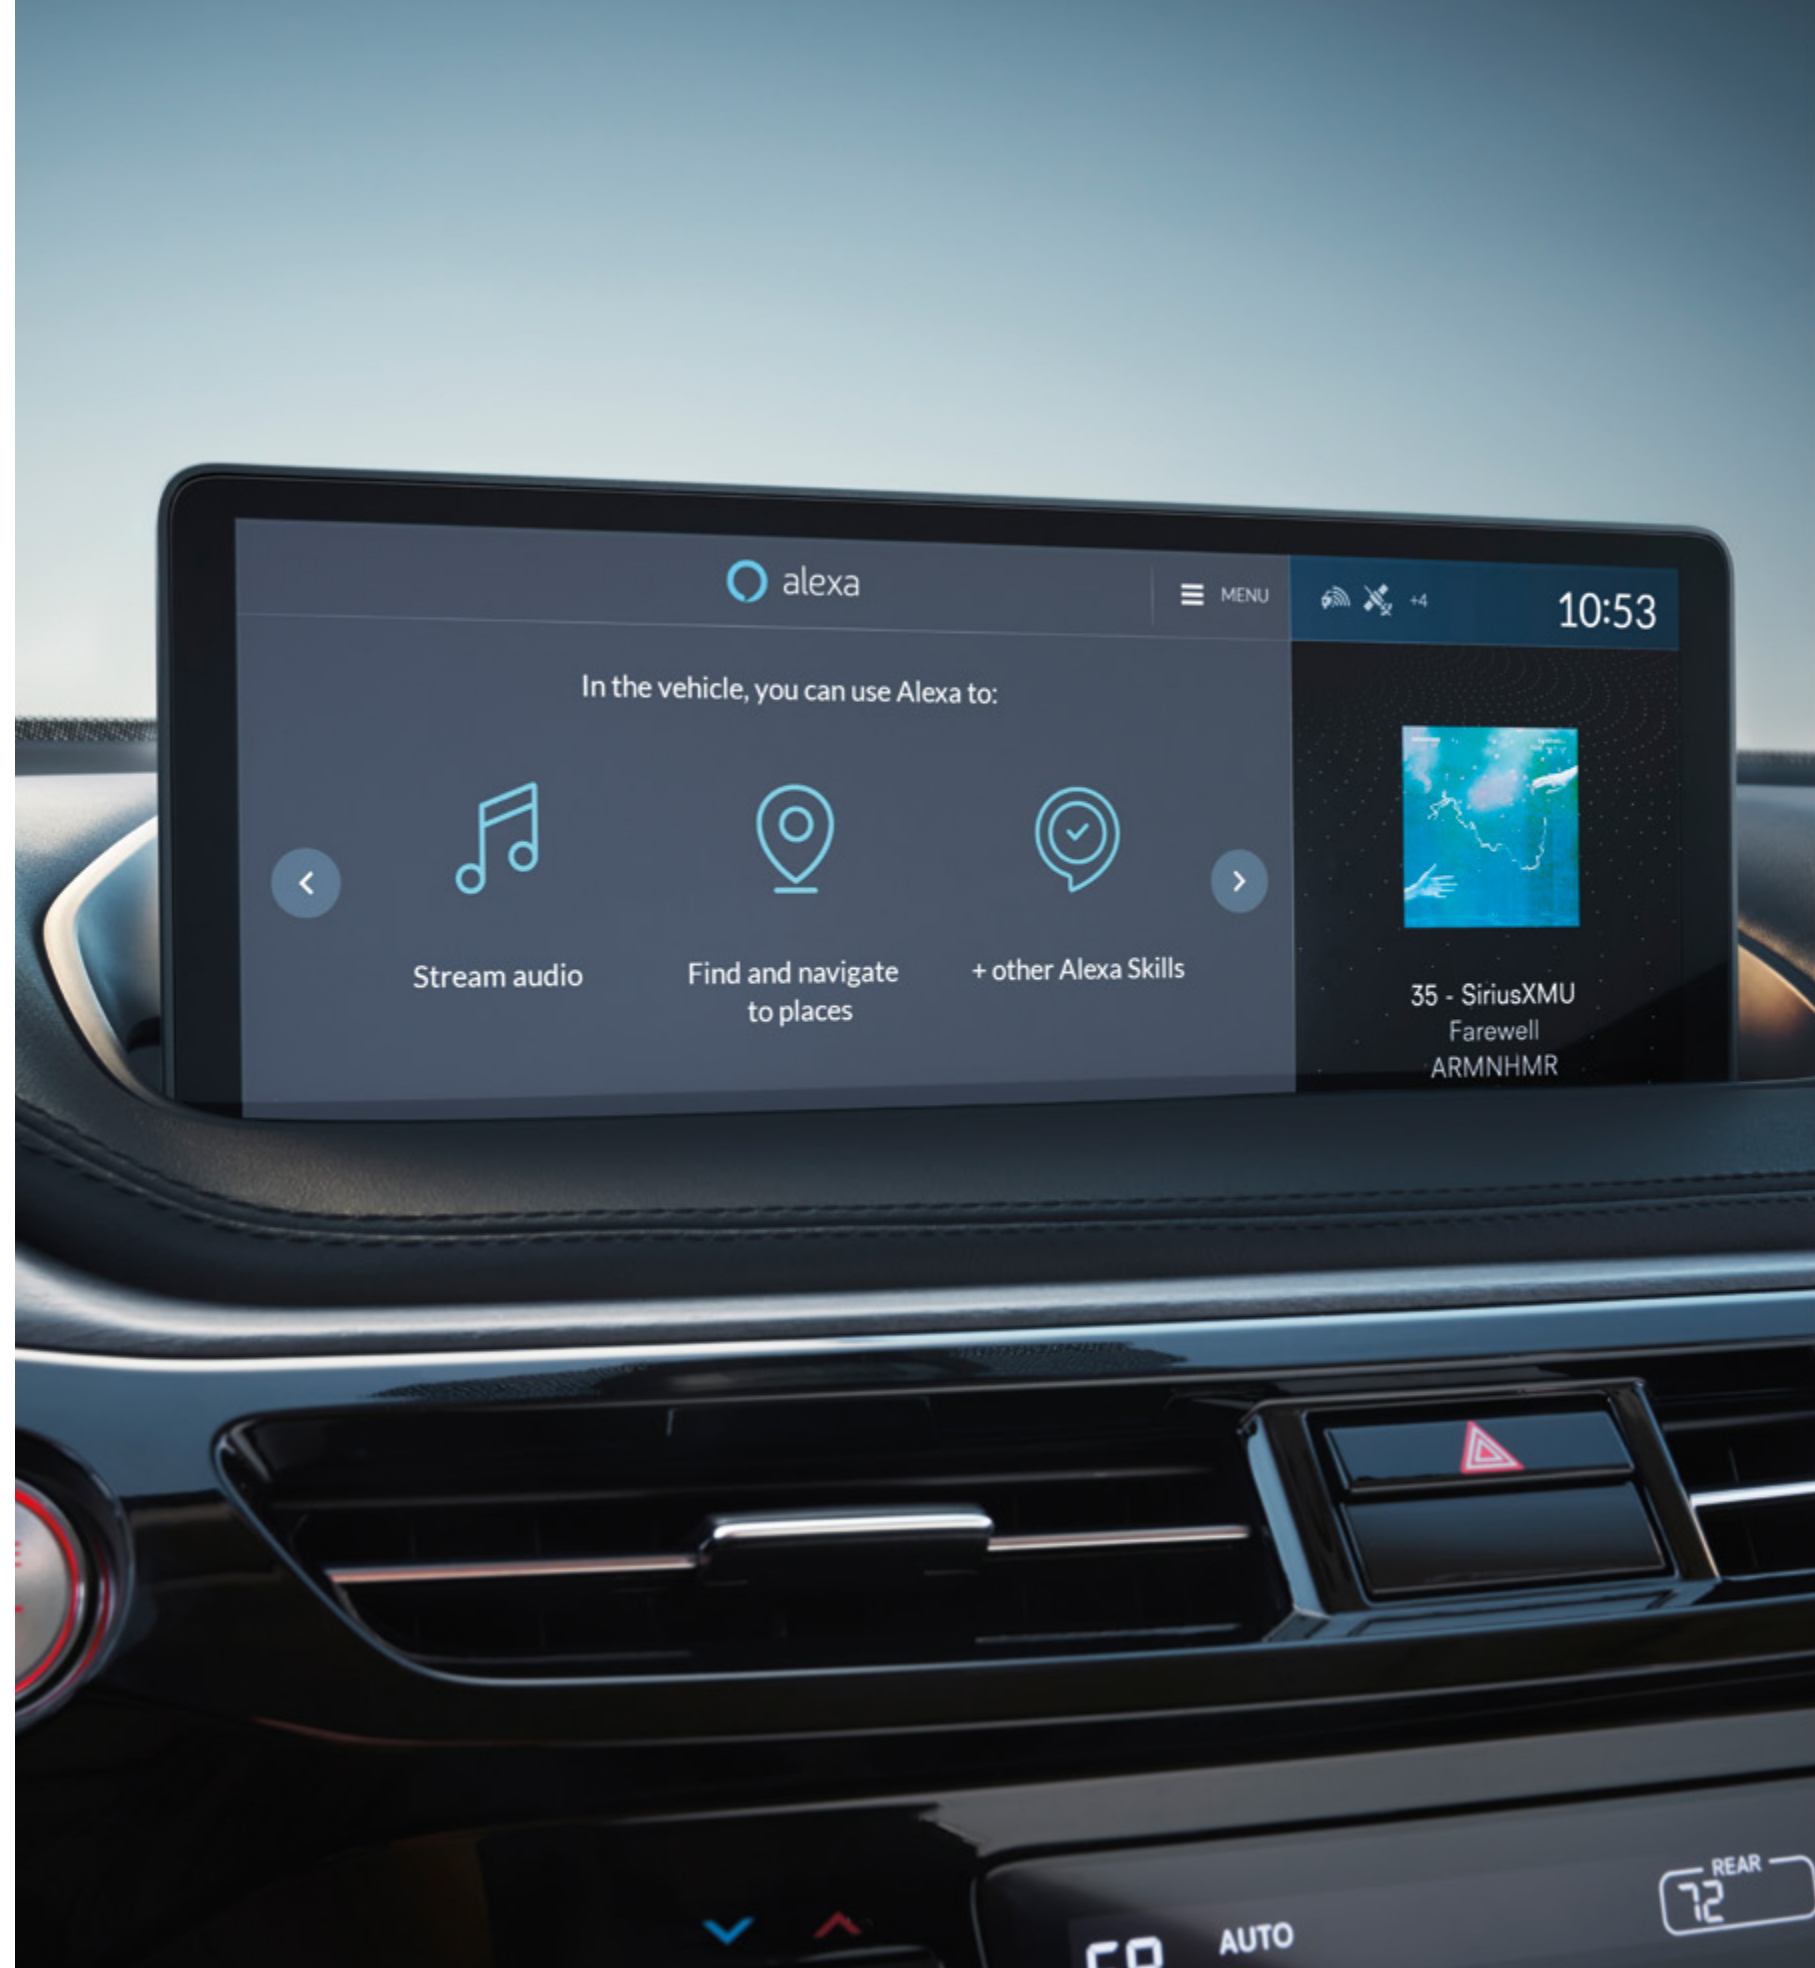 alexa
MENU
+4
10:53
In the vehicle, you can use Alexa to:
Stream audio
Find and navigate
to places
+ other Alexa Skills
35 - SiriusXMU
Farewell
ARMNHMR
REAR
72
AUTO